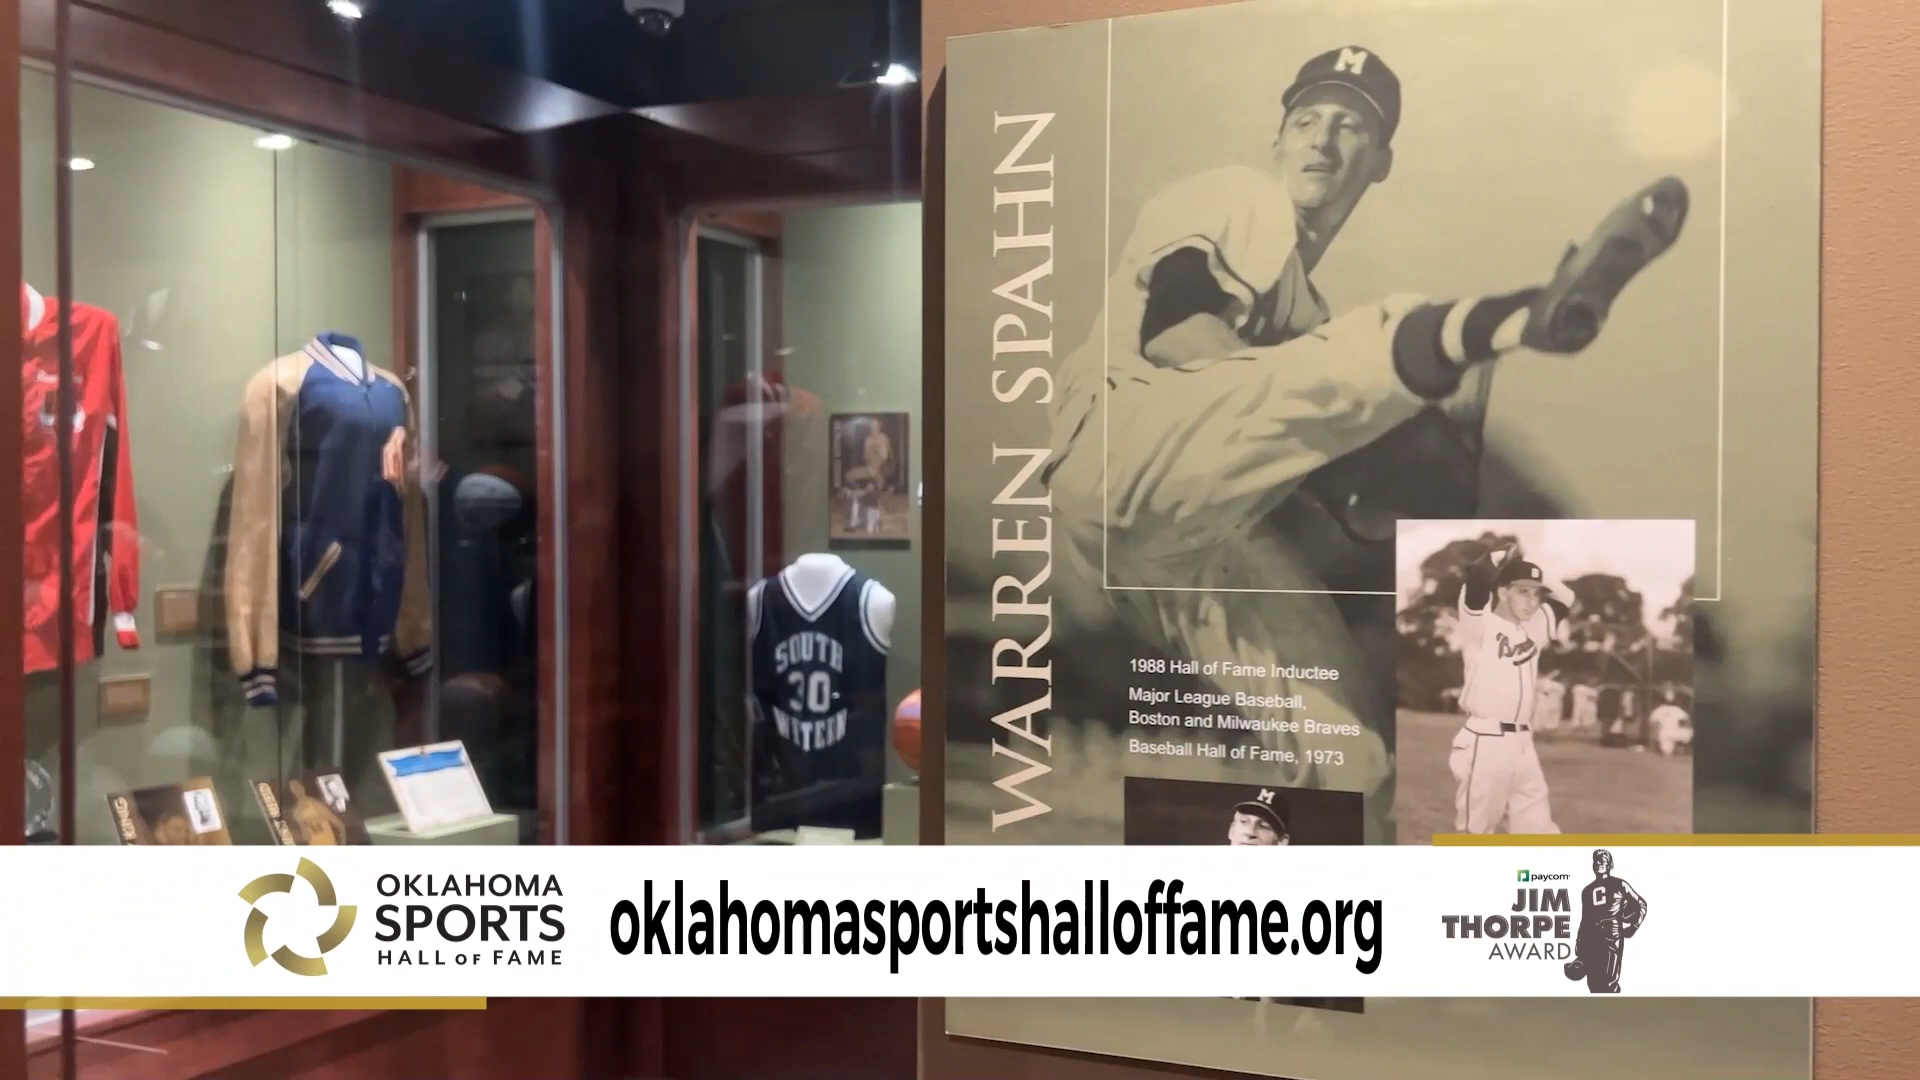 M
WARREN SPAHN
SOUTH
30
WESTERN
1988 Hall of Fame Inductee
Major League Baseball,
Boston and Milwaukee Braves
Baseball Hall of Fame, 1973
M
OKLAHOMA
SPORTS
HALL OF FAME
oklahomasportshalloffame.org
paycom
JIM
THORPE
AWARD
C